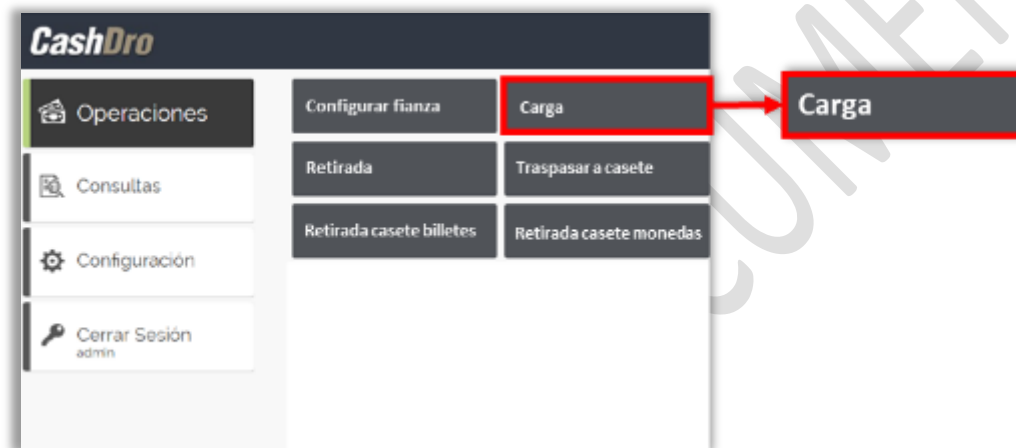 CashDro
Operaciones
Consultas
Configuración
Cerrar Sesión
admin
Configurar fianza
Carga
Retirada
Traspasar a casete
Retirada casete billetes
Retirada casete monedas
Carga